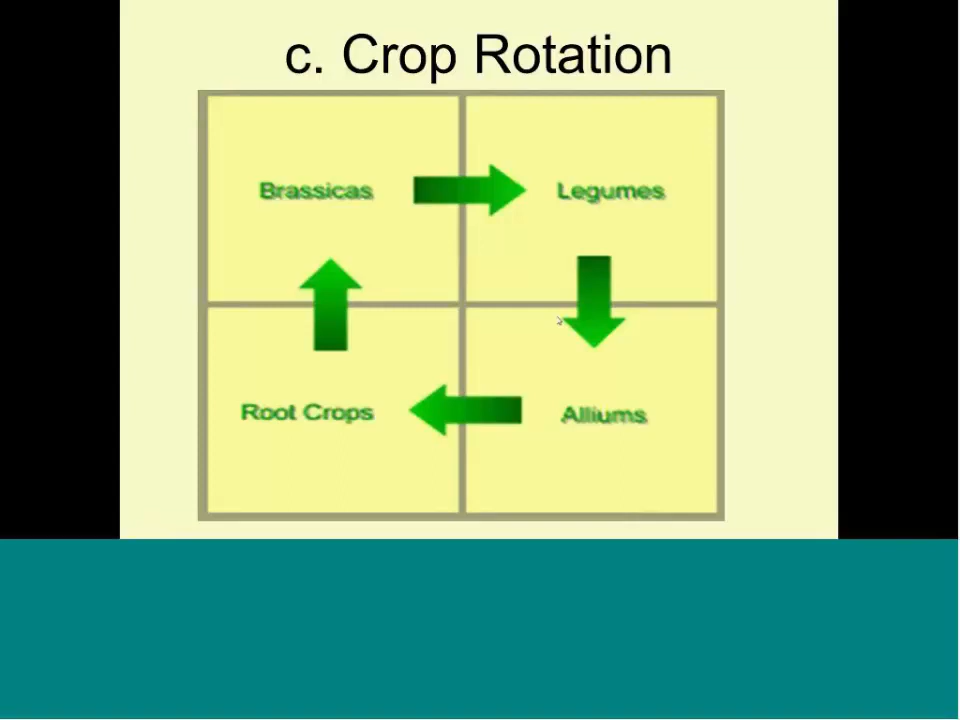 c. Crop Rotation
Brassicas
Legumes
Root Crops
Alliums